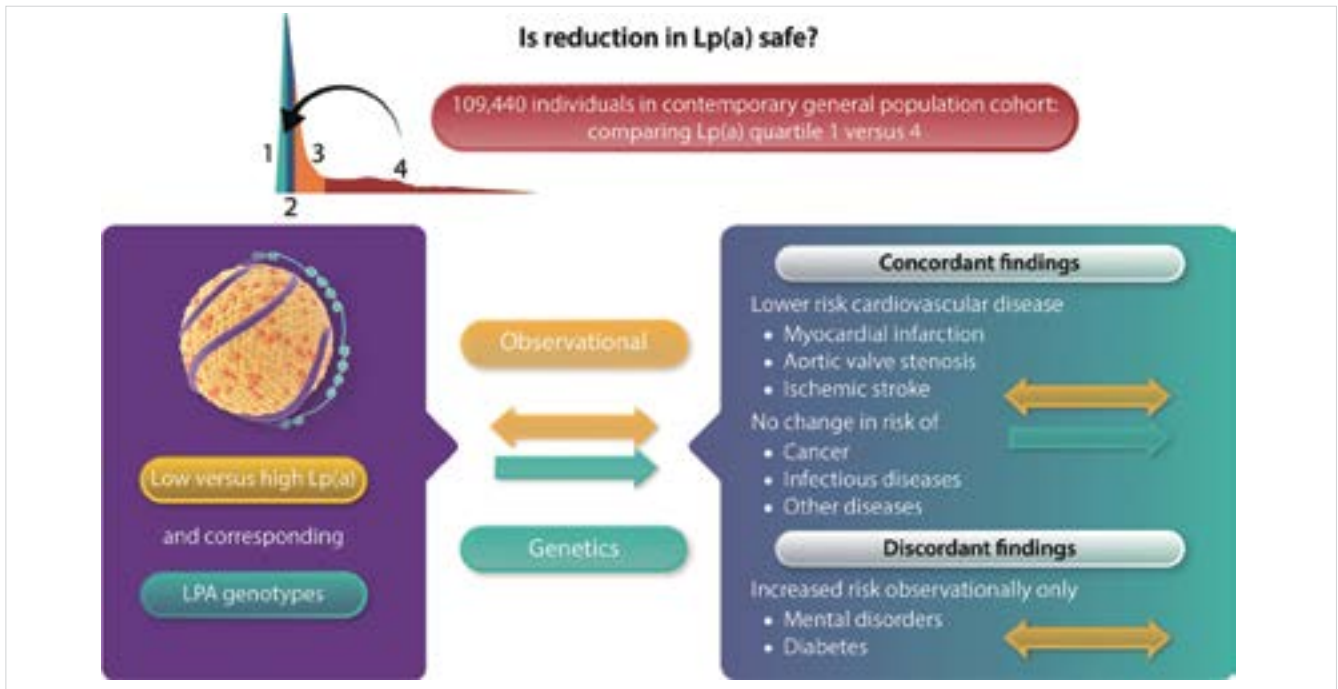 Is reduction in Lp(a) safe?
109,440 individuals in contemporary general population cohort:
comparing Lp(a) quartile 1 versus 4
1
3
4
2
Low versus high Lp(a)
and corresponding
LPA genotypes
Observational
Genetics
Concordant findings
Lower risk cardiovascular disease
• Myocardial infarction
• Aortic valve stenosis
• Ischemic stroke
No change in risk of
• Cancer
• Infectious diseases
• Other diseases
Discordant findings
Increased risk observationally only
• Mental disorders
• Diabetes